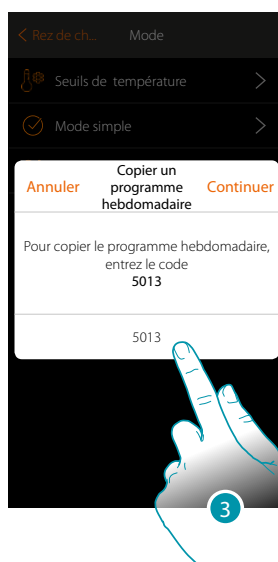 Rez de ch... Mode
Seuils de température
Mode simple
Annuler
Copier un
programme
hebdomadaire
Continuer
Pour copier le programme hebdomadaire,
entrez le code
5013
5013
3